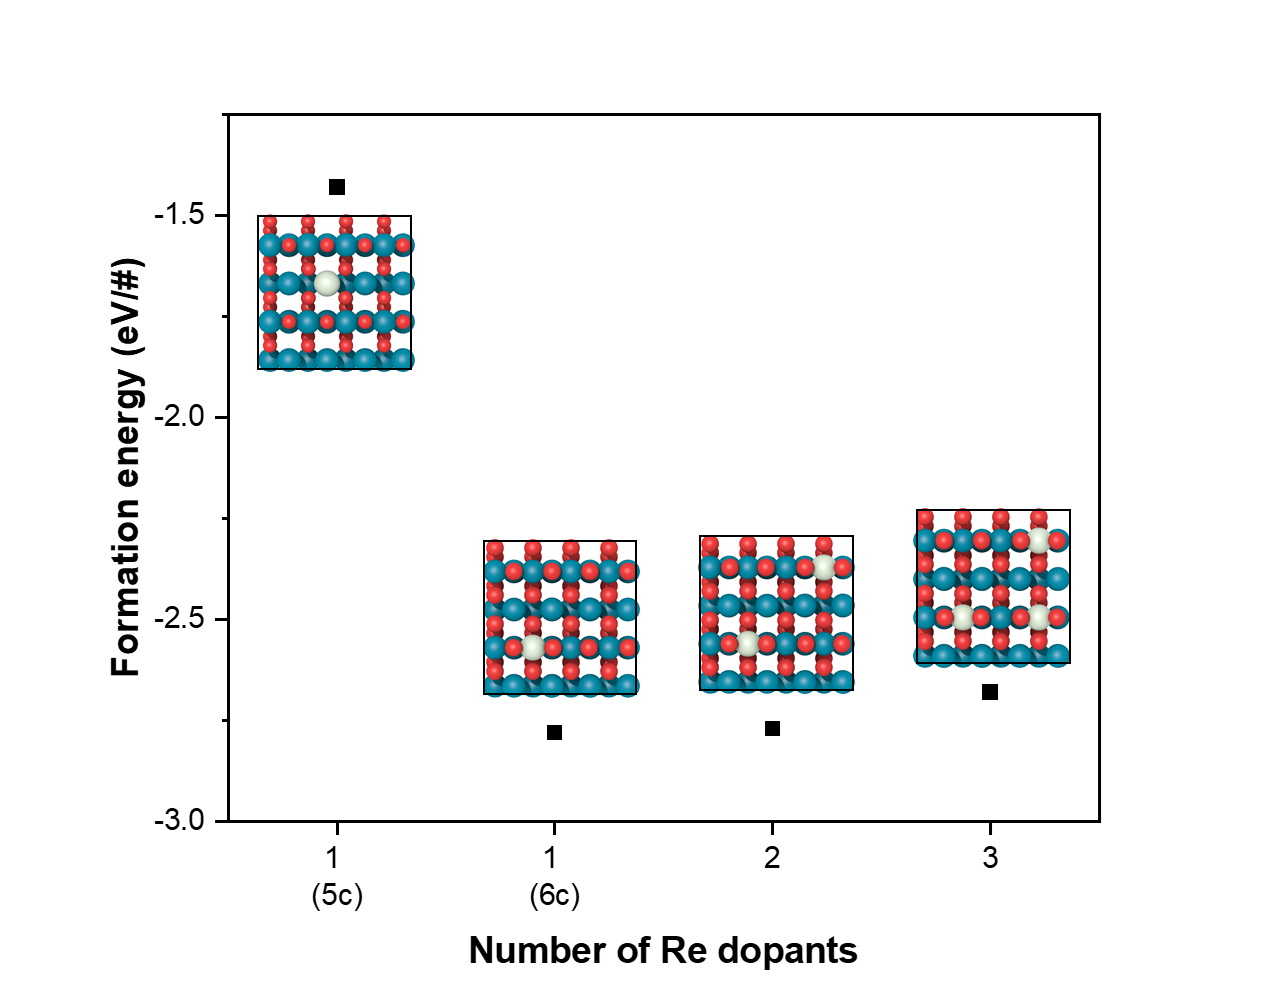 Formation energy (eV/#)
-1.5
-2.0
-2.5
-3.0
1 1 2 3
(5c) (6c)
Number of Re dopants